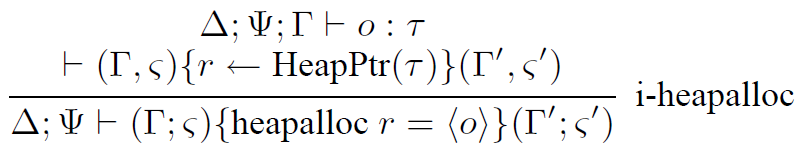 Δ; Ψ; Γ ⊢ o : τ
⊢ (Γ, ς){r ← HeapPtr(τ)}(Γ′, ς′)
Δ; Ψ ⊢ (Γ; ς){heapalloc r = ⟨o⟩}(Γ′; ς′) i-heapalloc